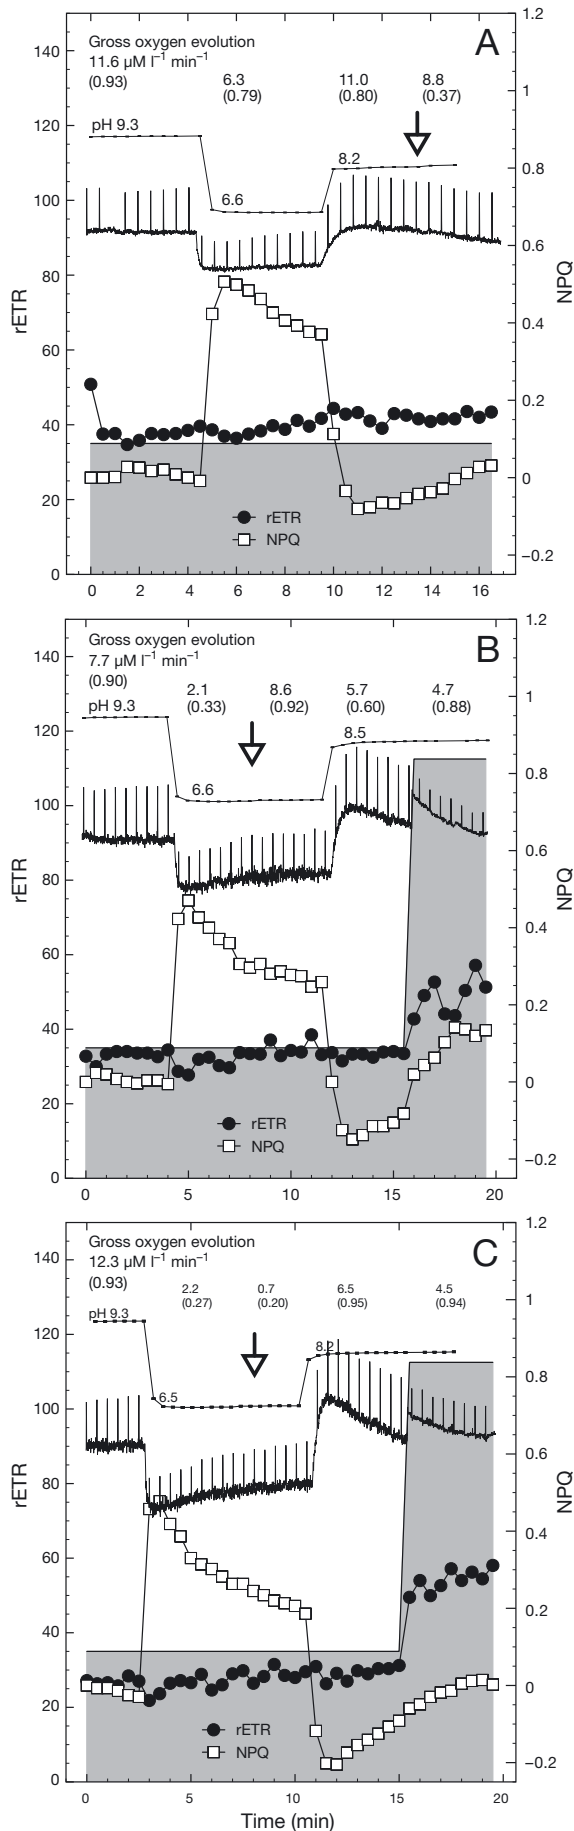 A
Gross oxygen evolution
11.6 µM l⁻¹ min⁻¹
(0.93)
6.3 11.0 8.8
(0.79) (0.80) (0.37)
pH 9.3
6.6
8.2
140
120
100
80
60
40
20
0
rETR
1.2
1
0.8
0.6
0.4
0.2
0
−0.2
NPQ
rETR
NPQ
0 2 4 6 8 10 12 14 16
B
Gross oxygen evolution
7.7 µM l⁻¹ min⁻¹
(0.90)
2.1 8.6 5.7 4.7
(0.33) (0.92) (0.60) (0.88)
pH 9.3
6.6
8.5
140
120
100
80
60
40
20
0
rETR
1.2
1
0.8
0.6
0.4
0.2
0
−0.2
NPQ
rETR
NPQ
0 5 10 15 20
C
Gross oxygen evolution
12.3 µM l⁻¹ min⁻¹
(0.93)
2.2 0.7 6.5 4.5
(0.27) (0.20) (0.95) (0.94)
pH 9.3
6.5
8.2
140
120
100
80
60
40
20
0
rETR
1.2
1
0.8
0.6
0.4
0.2
0
−0.2
NPQ
rETR
NPQ
0 5 10 15 20
Time (min)